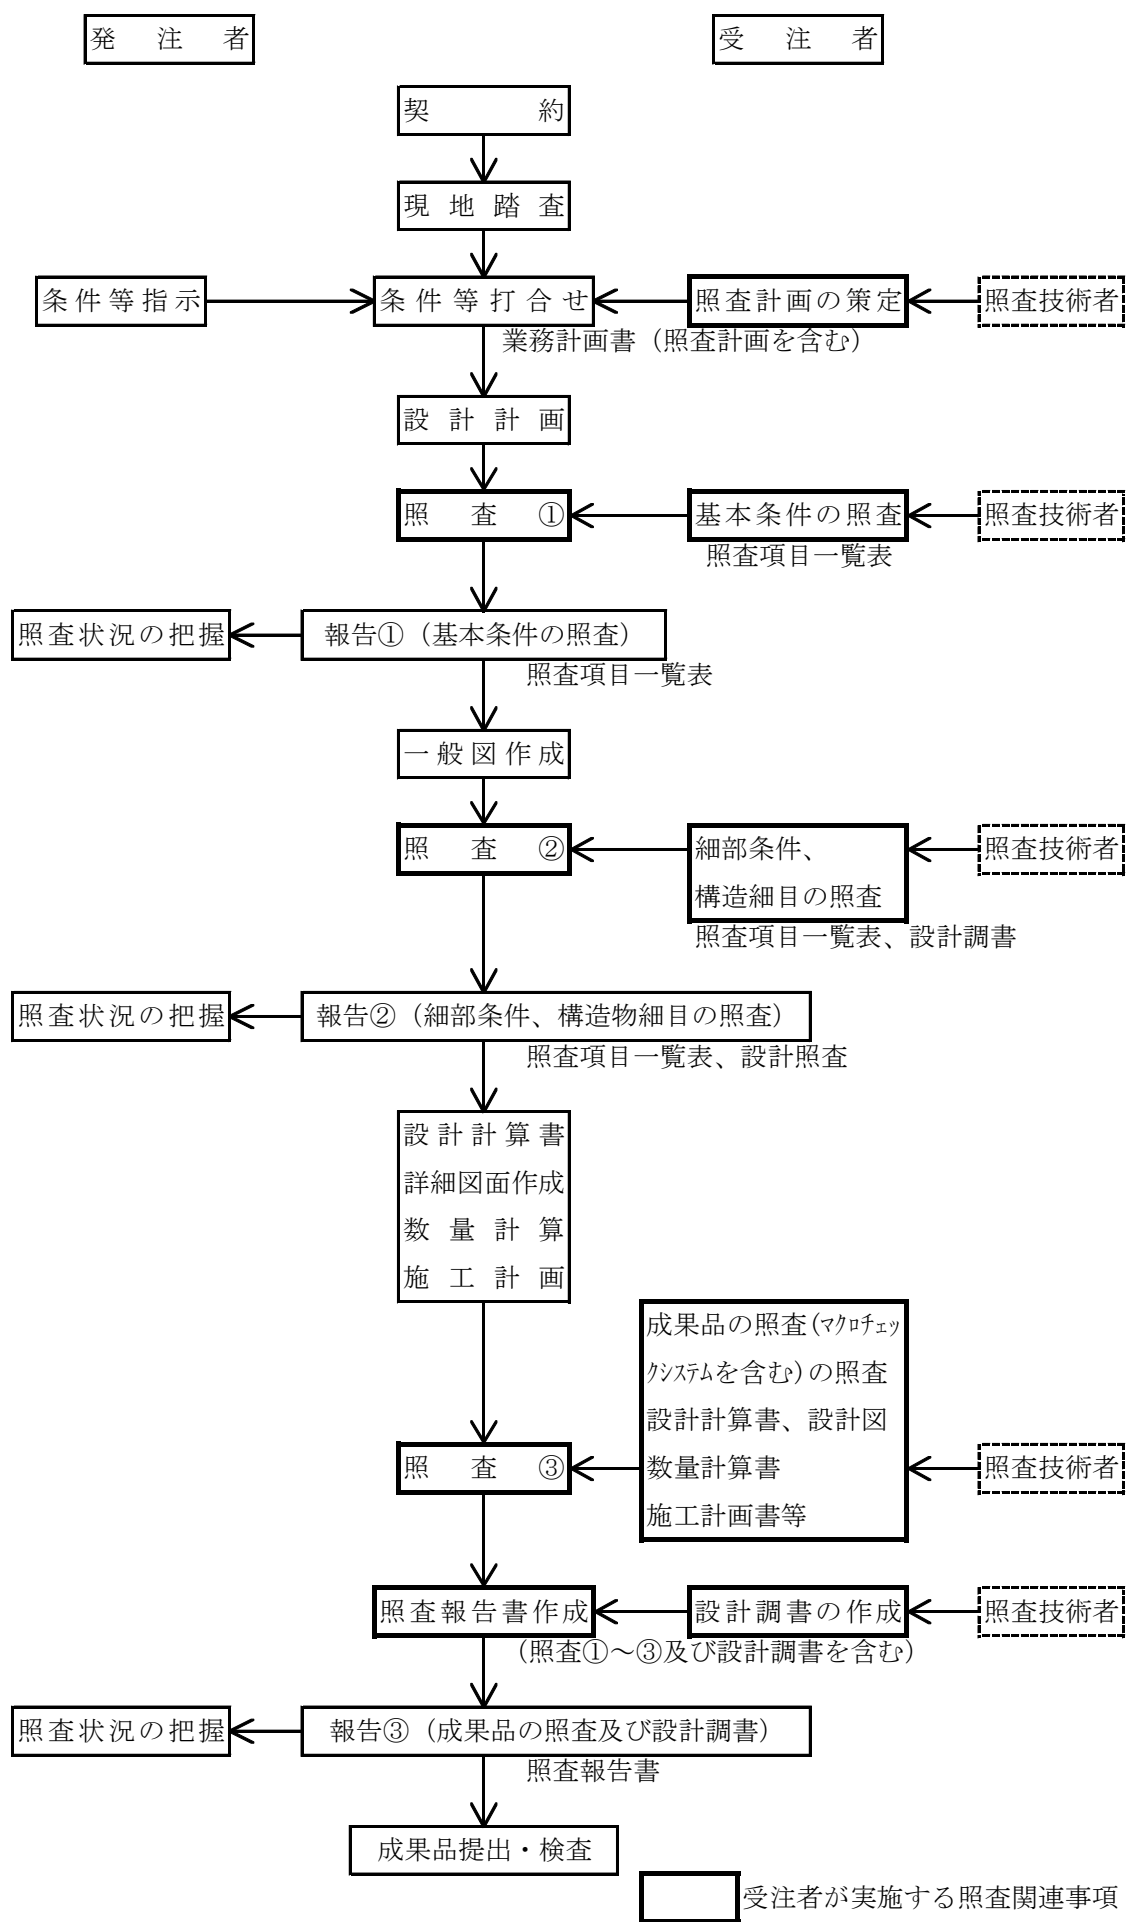 発注者
受注者
契約
現地踏査
条件等指示
条件等打合せ
照査計画の策定
照査技術者
業務計画書(照査計画を含む)
設計計画
照査①
基本条件の照査
照査技術者
照査項目一覧表
照査状況の把握
報告①(基本条件の照査)
照査項目一覧表
一般図作成
照査②
細部条件、
構造細目の照査
照査技術者
照査項目一覧表、設計調書
照査状況の把握
報告②(細部条件、構造物細目の照査)
照査項目一覧表、設計照査
設計計算書
詳細図面作成
数量計算
施工計画
成果品の照査(マクロチェッ
クシステムを含む)の照査
設計計算書、設計図
数量計算書
施工計画書等
照査③
照査技術者
照査報告書作成
設計調書の作成
照査技術者
(照査①~③及び設計調書を含む)
照査状況の把握
報告③(成果品の照査及び設計調書)
照査報告書
成果品提出・検査
受注者が実施する照査関連事項